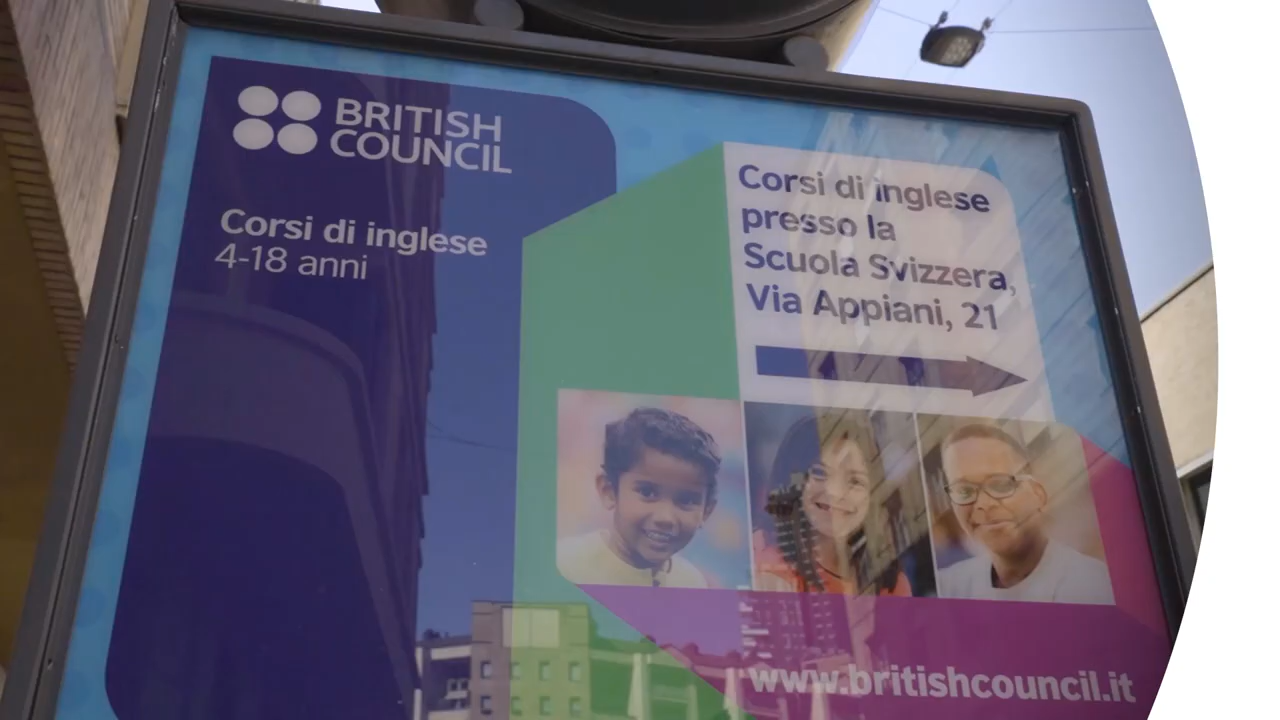 BRITISH
COUNCIL
Corsi di inglese
4-18 anni
Corsi di inglese
presso la
Scuola Svizzera,
Via Appiani, 21
www.britishcouncil.it